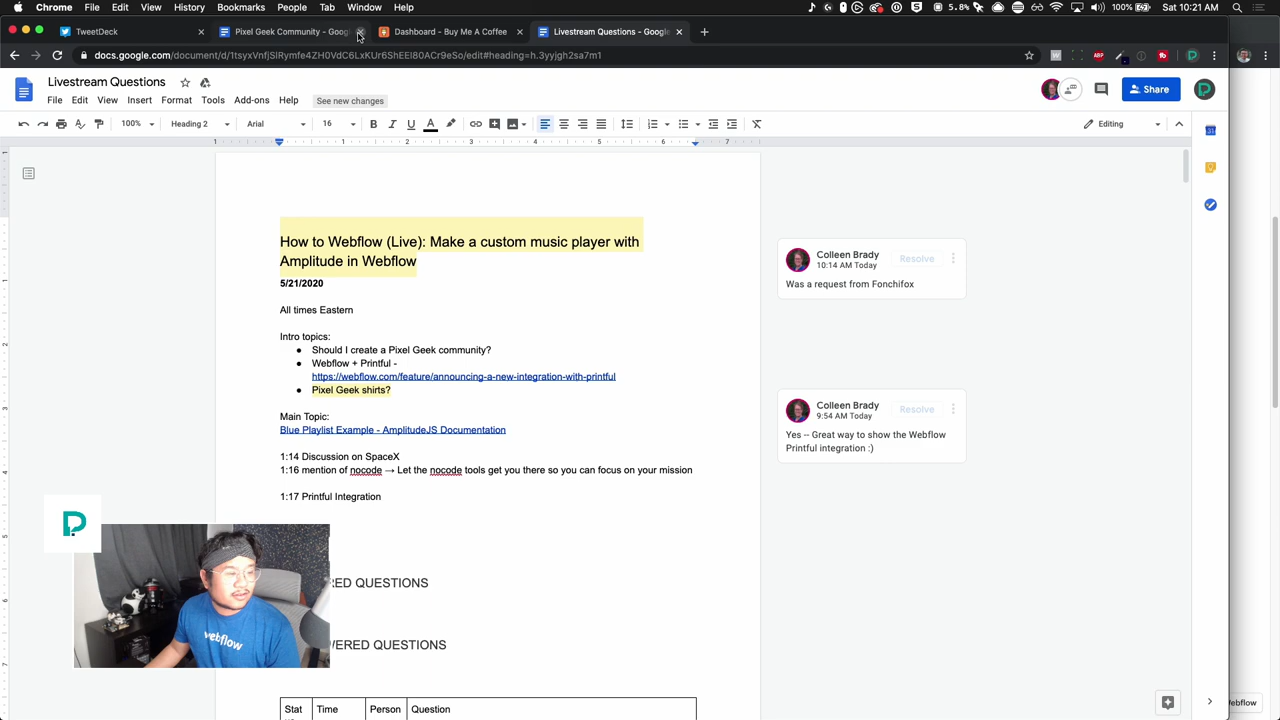 Chrome File Edit View History Bookmarks People Tab Window Help
5.8% 100% Sat 10:21 AM
TweetDeck
Pixel Geek Community - Goog
Dashboard - Buy Me A Coffee
Livestream Questions - Google
docs.google.com/document/d/1tsyxVnfjSlRymfe4ZH0VdC6LxKUr6ShEEI80ACr9eSo/edit#heading=h.3yyjgh2sa7m1
Livestream Questions
File Edit View Insert Format Tools Add-ons Help
See new changes
Share
100% Heading 2 Arial 16
Editing
How to Webflow (Live): Make a custom music player with
Amplitude in Webflow
5/21/2020
All times Eastern
Intro topics:
● Should I create a Pixel Geek community?
● Webflow + Printful -
https://webflow.com/feature/announcing-a-new-integration-with-printful
● Pixel Geek shirts?
Main Topic:
Blue Playlist Example - AmplitudeJS Documentation
1:14 Discussion on SpaceX
1:16 mention of nocode → Let the nocode tools get you there so you can focus on your mission
1:17 Printful Integration
RED QUESTIONS
WERED QUESTIONS
Stat Time Person Question
Colleen Brady
10:14 AM Today
Resolve
Was a request from Fonchifox
Colleen Brady
9:54 AM Today
Resolve
Yes -- Great way to show the Webflow
Printful integration :)
webflow
ebflow